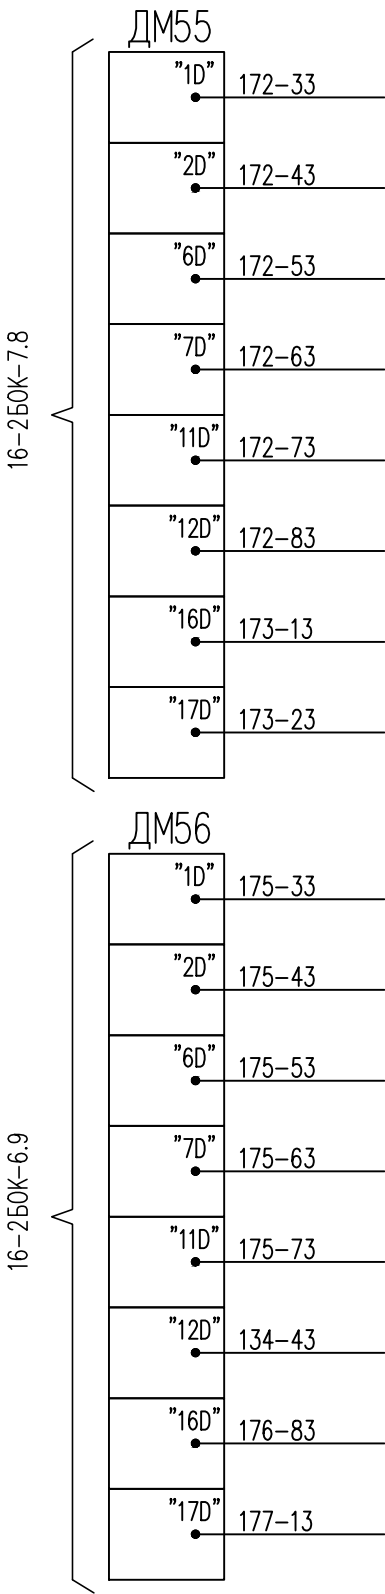 ДМ55
"1D" 172-33
"2D" 172-43
"6D" 172-53
"7D" 172-63
"11D" 172-73
"12D" 172-83
"16D" 173-13
"17D" 173-23
16-2БОК-7.8
ДМ56
"1D" 175-33
"2D" 175-43
"6D" 175-53
"7D" 175-63
"11D" 175-73
"12D" 134-43
"16D" 176-83
"17D" 177-13
16-2БОК-6.9